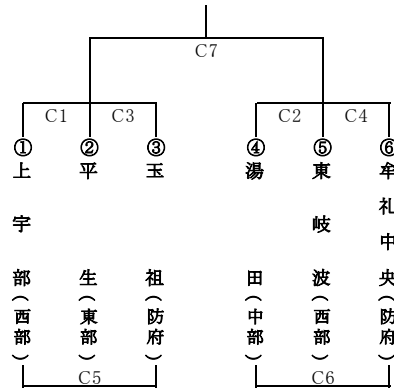 C7
C1 C3 C2 C4
①上宇部（西部）
②平生（東部）
③玉祖（防府）
④湯田（中部）
⑤東岐波（西部）
⑥牟礼中央（防府）
C5 C6